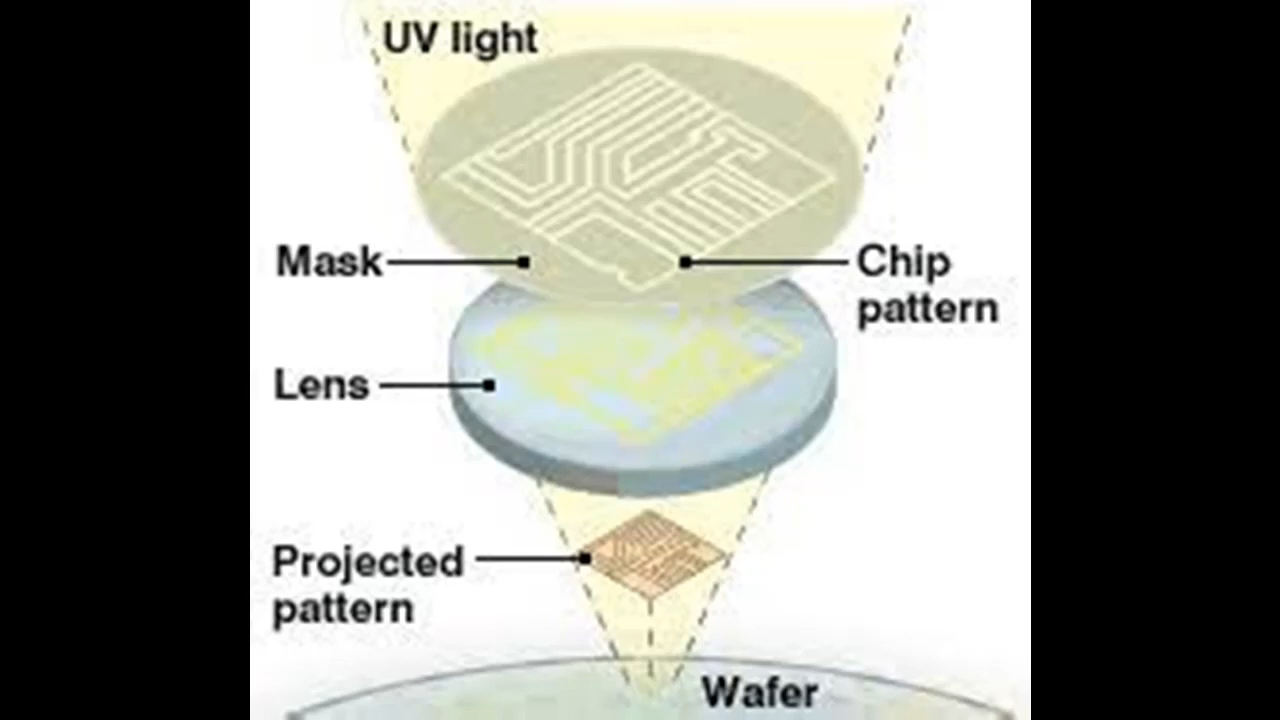 UV light
Mask
Chip
pattern
Lens
Projected
pattern
Wafer